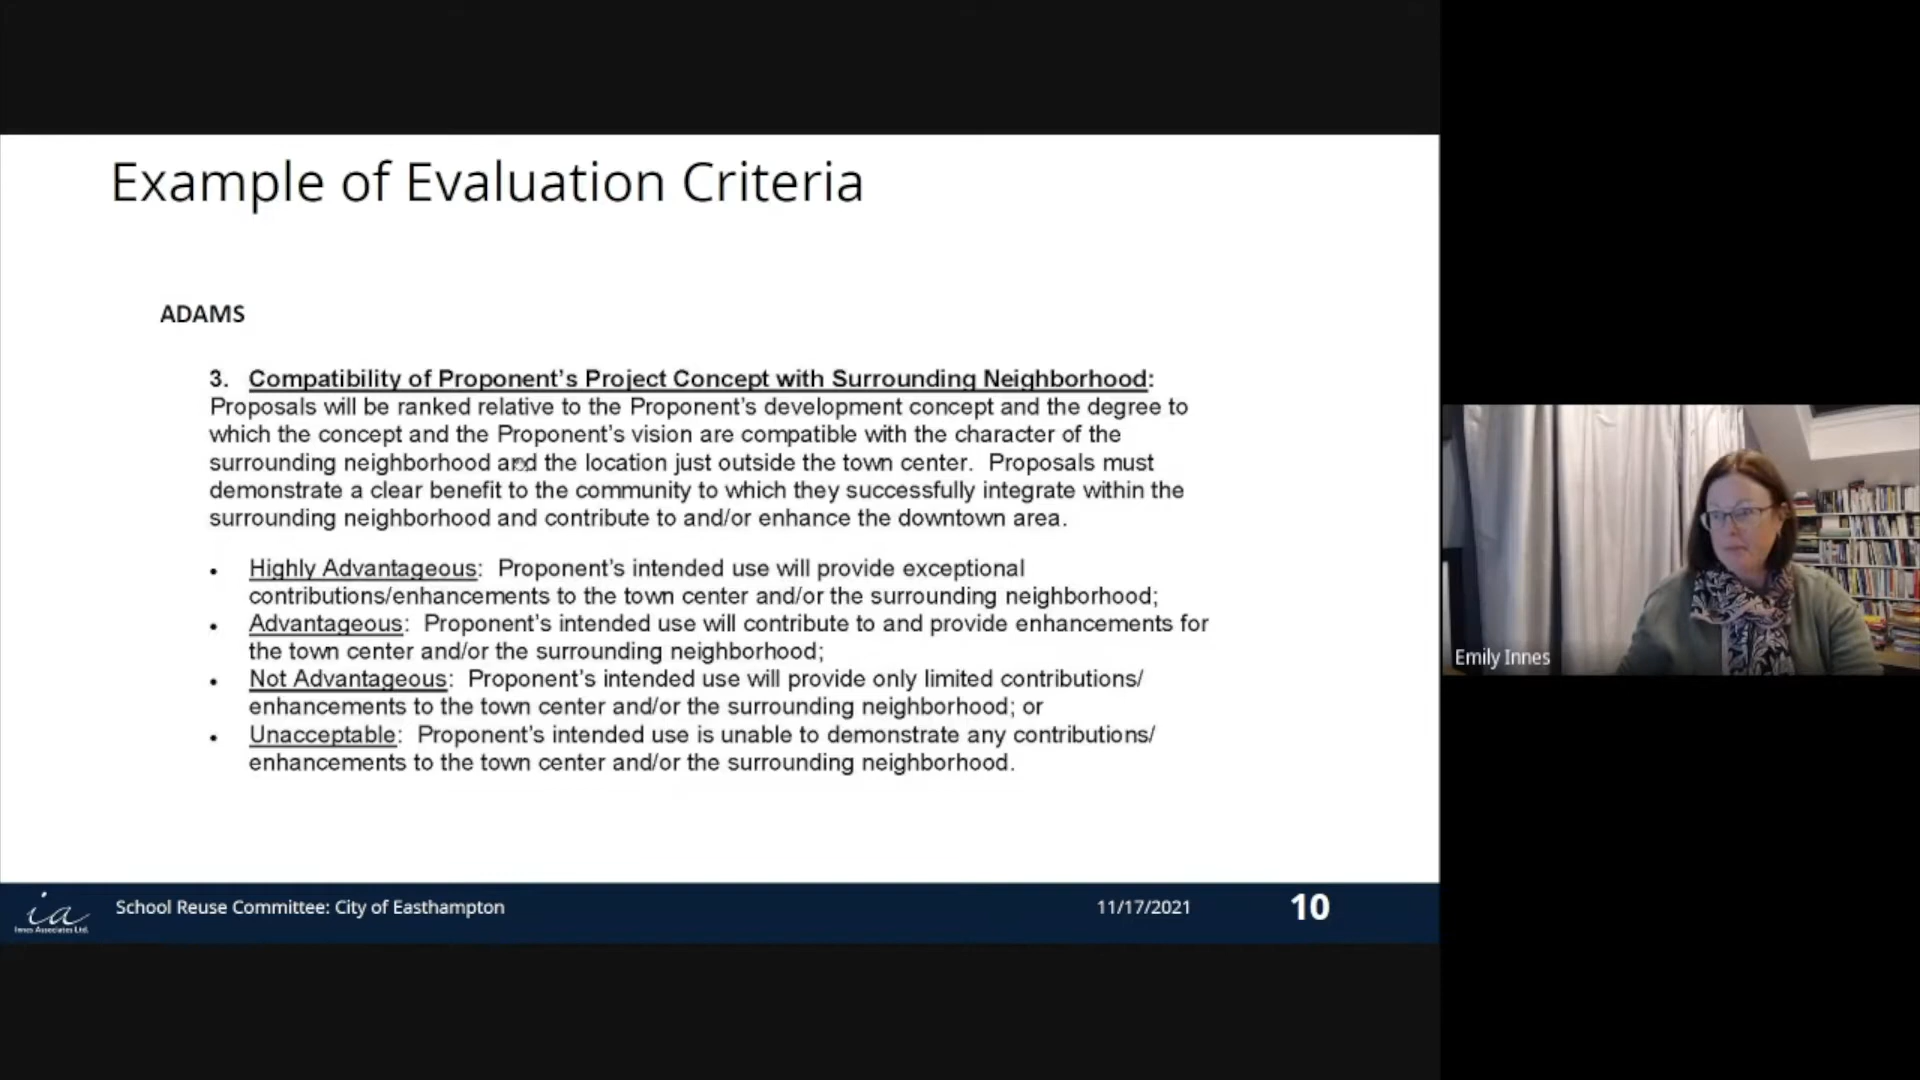 Example of Evaluation Criteria
ADAMS
3. Compatibility of Proponent's Project Concept with Surrounding Neighborhood:
Proposals will be ranked relative to the Proponent's development concept and the degree to
which the concept and the Proponent's vision are compatible with the character of the
surrounding neighborhood and the location just outside the town center. Proposals must
demonstrate a clear benefit to the community to which they successfully integrate within the
surrounding neighborhood and contribute to and/or enhance the downtown area.
• Highly Advantageous: Proponent's intended use will provide exceptional
contributions/enhancements to the town center and/or the surrounding neighborhood;
• Advantageous: Proponent's intended use will contribute to and provide enhancements for
the town center and/or the surrounding neighborhood;
• Not Advantageous: Proponent's intended use will provide only limited contributions/
enhancements to the town center and/or the surrounding neighborhood; or
• Unacceptable: Proponent's intended use is unable to demonstrate any contributions/
enhancements to the town center and/or the surrounding neighborhood.
ia
Innes Associates Ltd.
School Reuse Committee: City of Easthampton
11/17/2021
10
Emily Innes